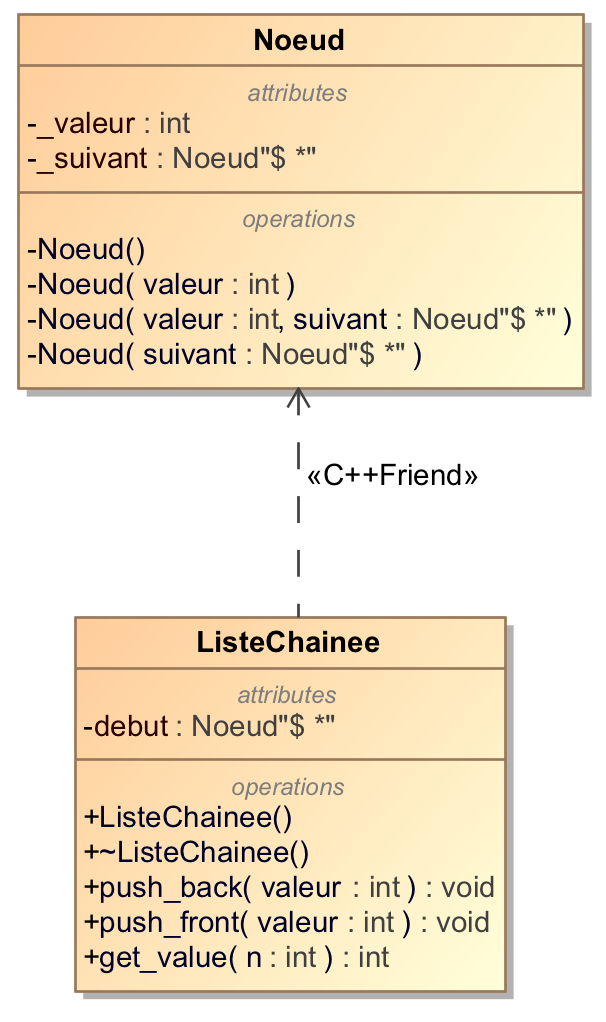 Noeud
attributes
-_valeur : int
-_suivant : Noeud"$ *"
operations
-Noeud()
-Noeud( valeur : int )
-Noeud( valeur : int, suivant : Noeud"$ *" )
-Noeud( suivant : Noeud"$ *" )
«C++Friend»
ListeChainee
attributes
-debut : Noeud"$ *"
operations
+ListeChainee()
+~ListeChainee()
+push_back( valeur : int ) : void
+push_front( valeur : int ) : void
+get_value( n : int ) : int